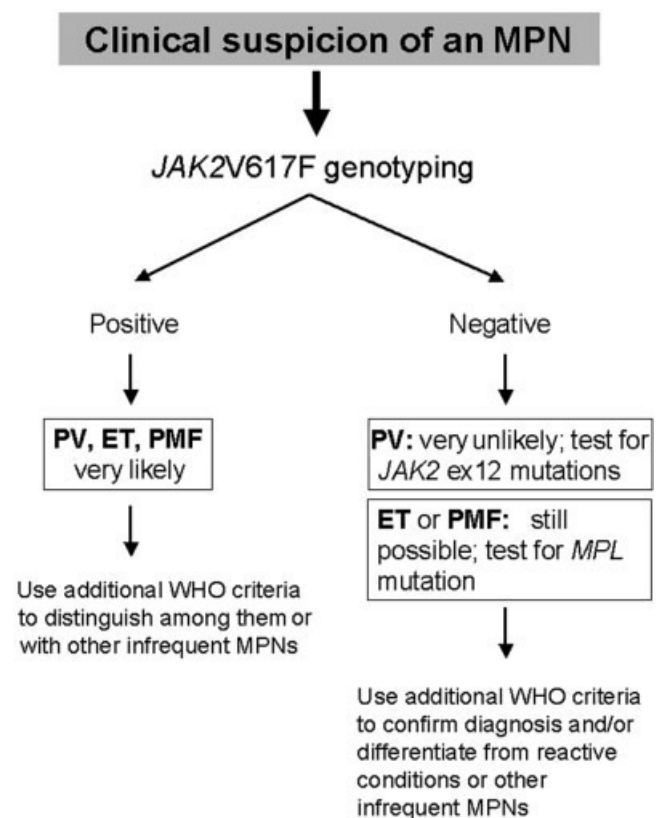 Clinical suspicion of an MPN
JAK2V617F genotyping
Positive
Negative
PV, ET, PMF
very likely
PV: very unlikely; test for
JAK2 ex12 mutations
ET or PMF: still
possible; test for MPL
mutation
Use additional WHO criteria
to distinguish among them or
with other infrequent MPNs
Use additional WHO criteria
to confirm diagnosis and/or
differentiate from reactive
conditions or other
infrequent MPNs